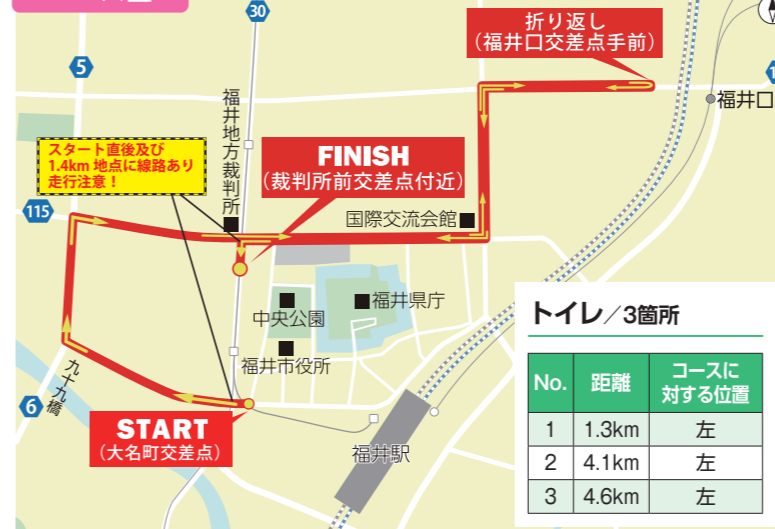 30
折り返し
(福井口交差点手前)
5
福井口
福井地方裁判所
スタート直後及び
1.4km 地点に線路あり
走行注意！
FINISH
(裁判所前交差点付近)
115
国際交流会館
福井県庁
中央公園
福井市役所
九十九橋
6
START
(大名町交差点)
福井駅
トイレ/3箇所
No. 距離 コースに
対する位置
1 1.3km 左
2 4.1km 左
3 4.6km 左